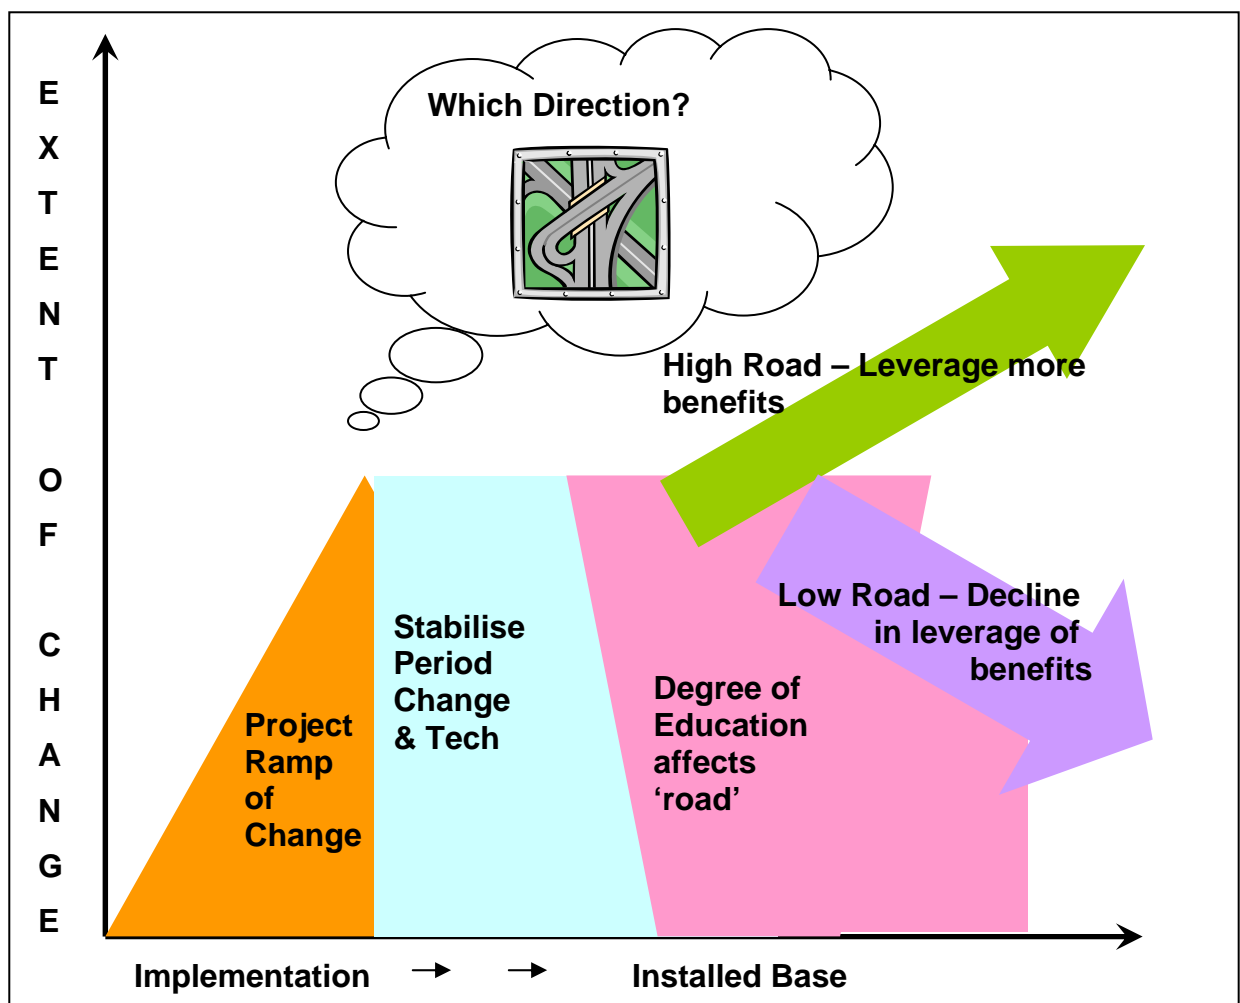 EXTENT OF CHANGE
Which Direction?
High Road – Leverage more
benefits
Low Road – Decline
in leverage of
benefits
Stabilise
Period
Change
& Tech
Degree of
Education
affects
‘road’
Project
Ramp
of
Change
Implementation
Installed Base